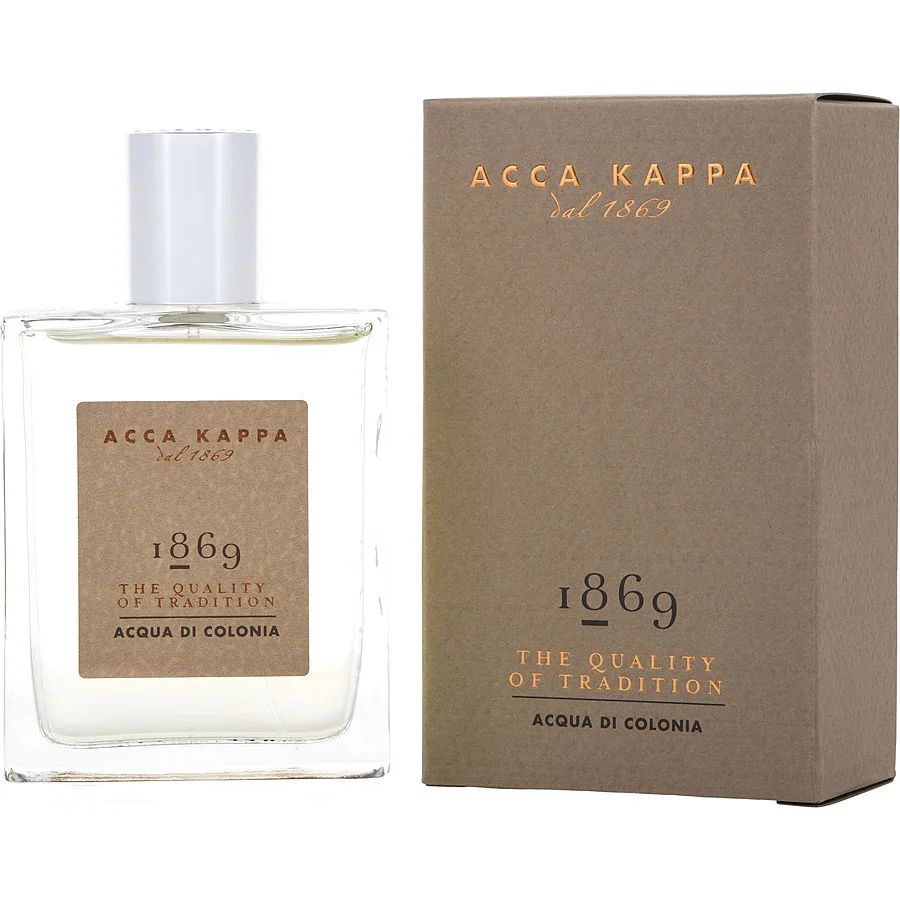 ACCA KAPPA
dal 1869
1869
THE QUALITY
OF TRADITION
ACQUA DI COLONIA
ACCA KAPPA
dal 1869
1869
THE QUALITY
OF TRADITION
ACQUA DI COLONIA